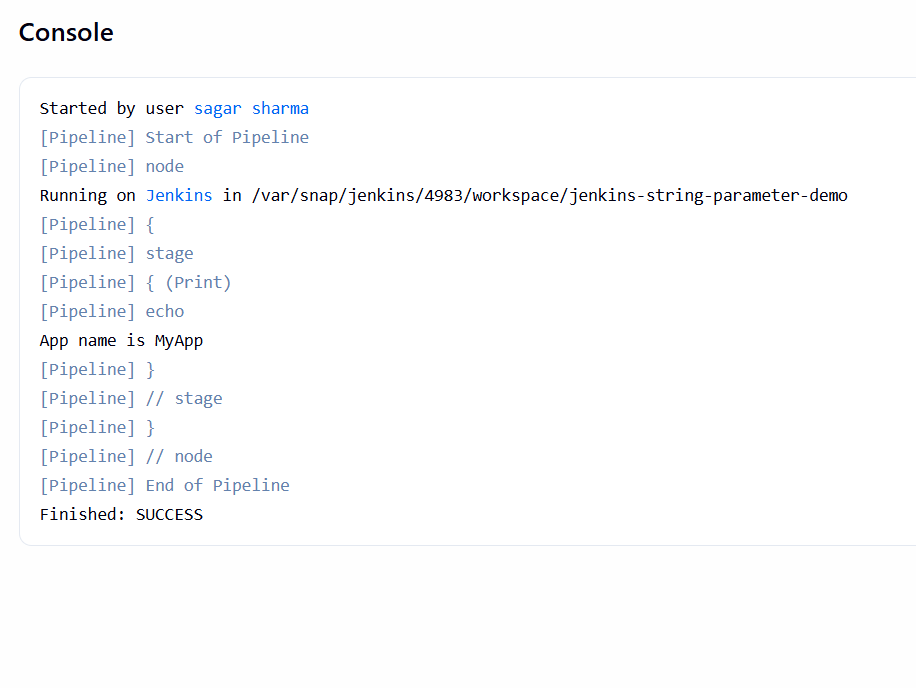 Console
Started by user sagar sharma
[Pipeline] Start of Pipeline
[Pipeline] node
Running on Jenkins in /var/snap/jenkins/4983/workspace/jenkins-string-parameter-demo
[Pipeline] {
[Pipeline] stage
[Pipeline] { (Print)
[Pipeline] echo
App name is MyApp
[Pipeline] }
[Pipeline] // stage
[Pipeline] }
[Pipeline] // node
[Pipeline] End of Pipeline
Finished: SUCCESS